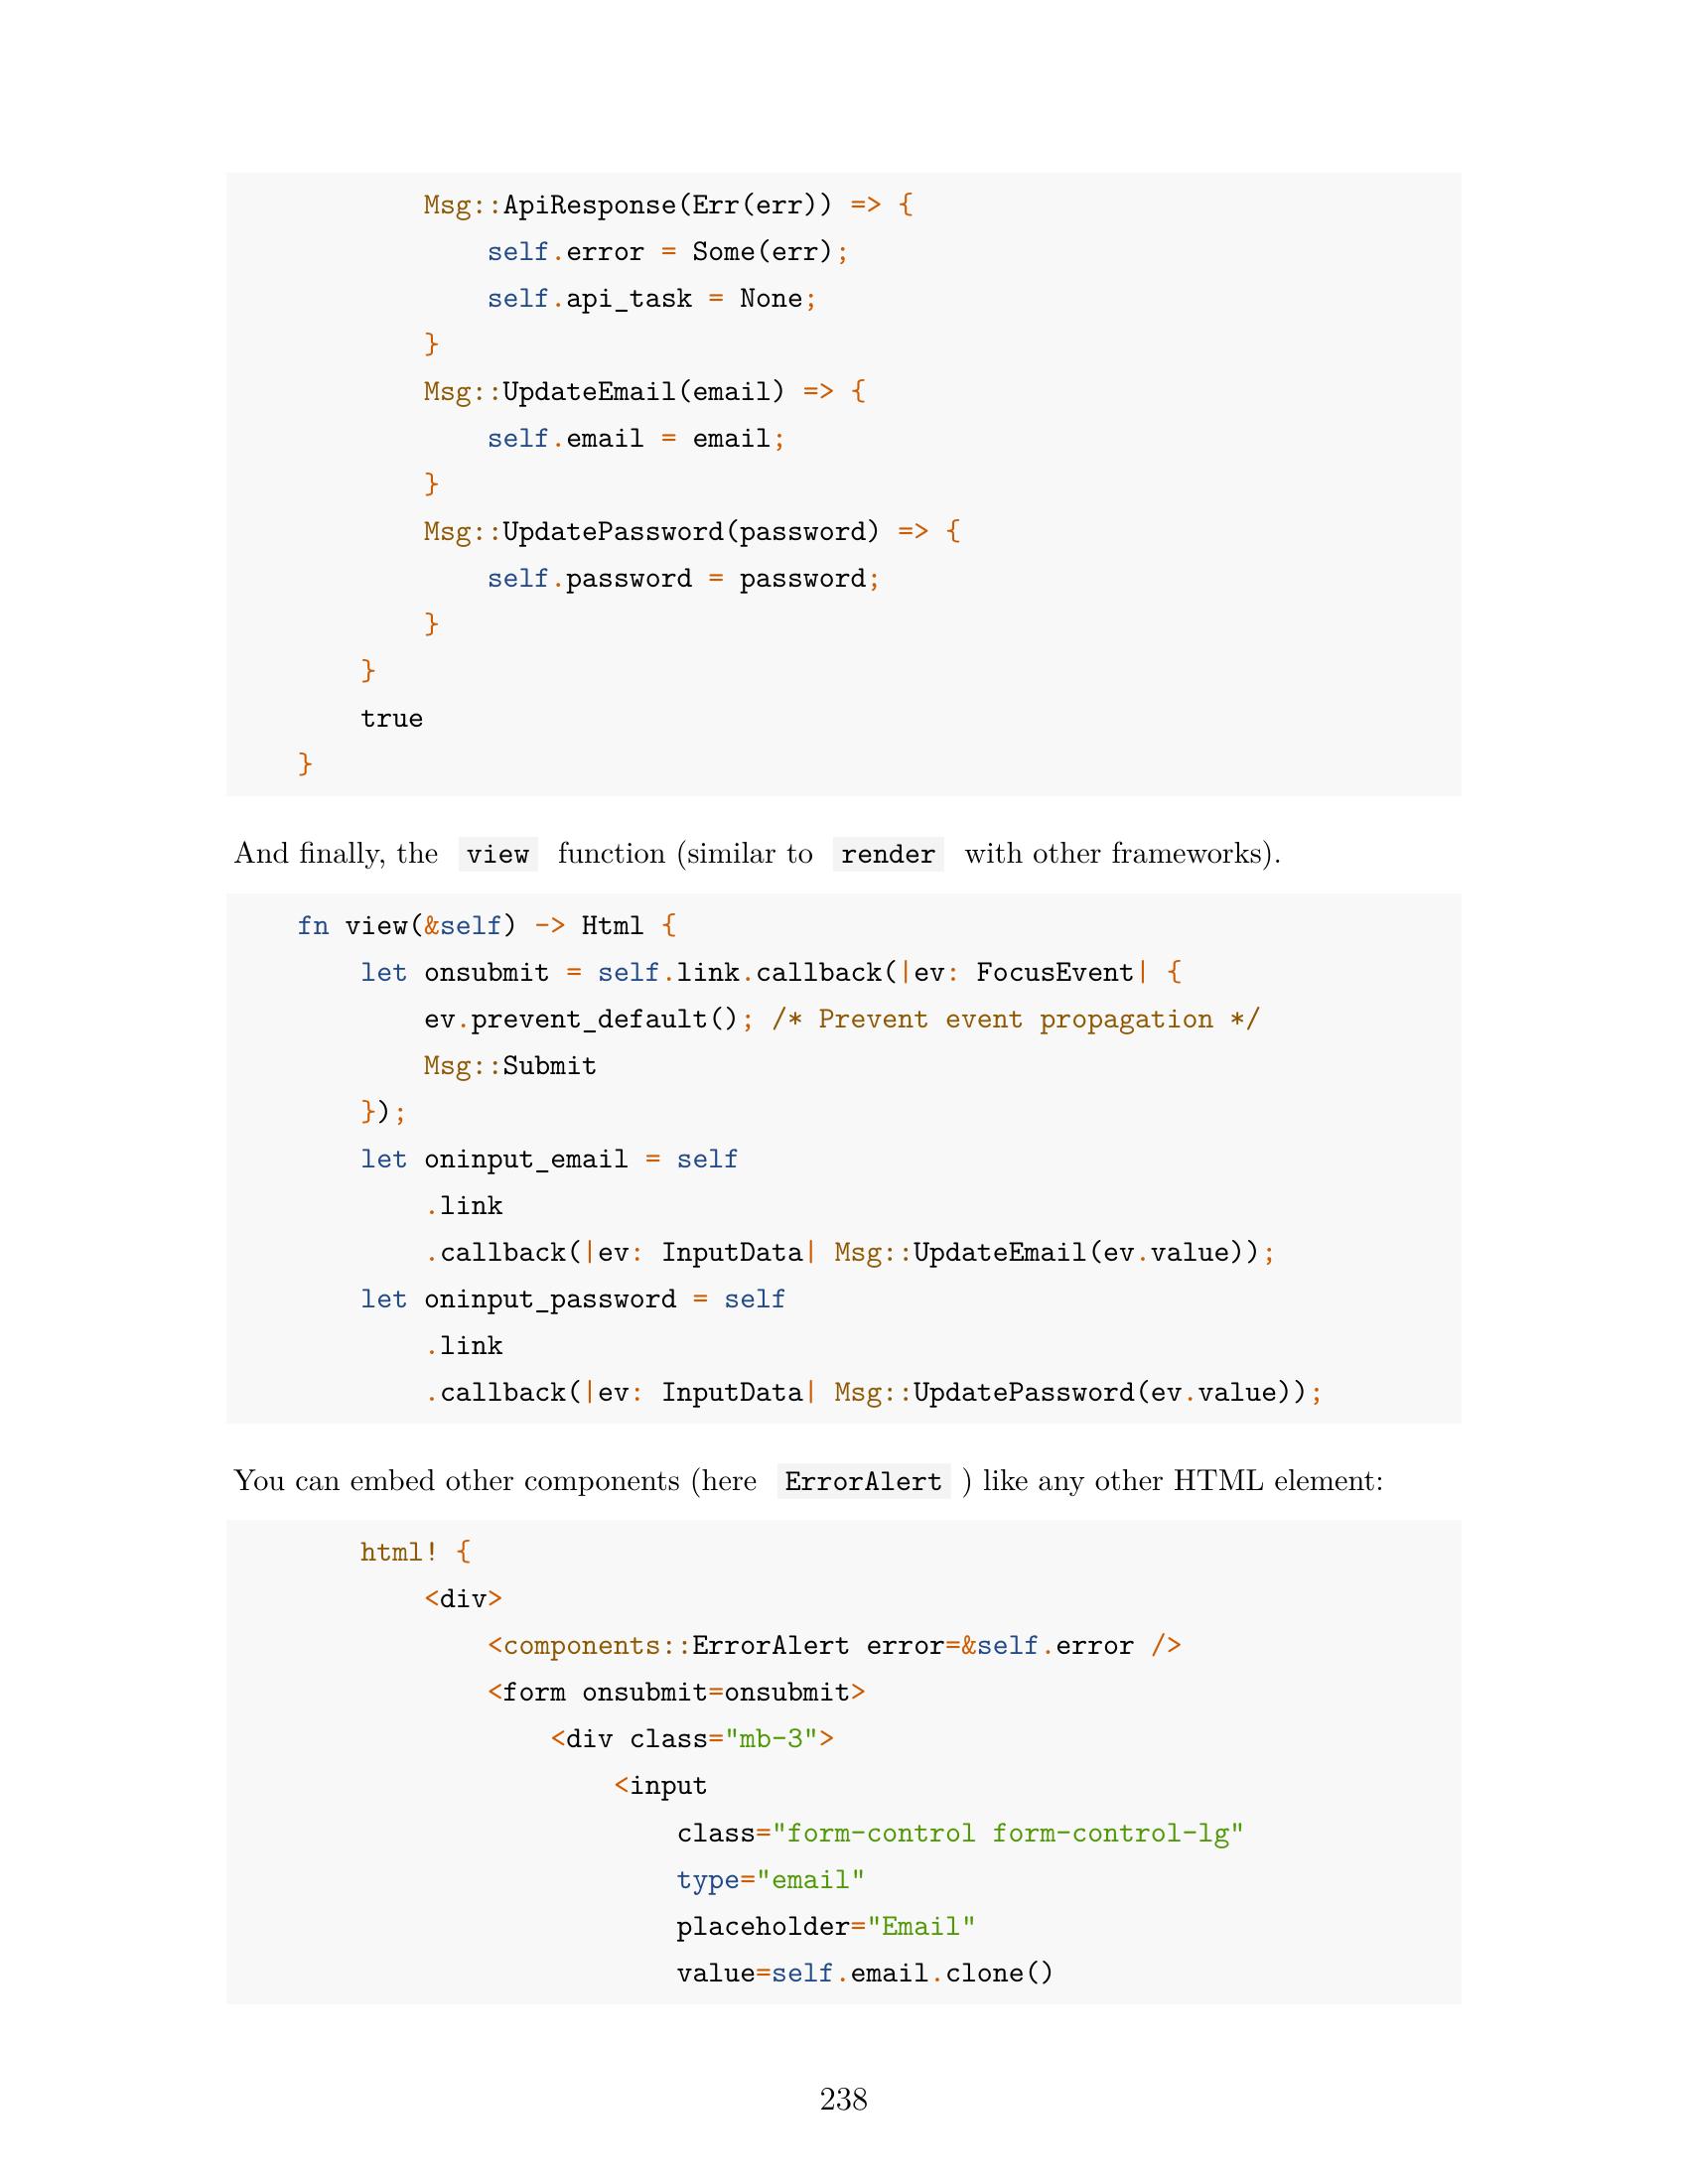 Msg::ApiResponse(Err(err)) => {
                self.error = Some(err);
                self.api_task = None;
            }
            Msg::UpdateEmail(email) => {
                self.email = email;
            }
            Msg::UpdatePassword(password) => {
                self.password = password;
            }
        }
        true
    }
And finally, the view function (similar to render with other frameworks).
    fn view(&self) -> Html {
        let onsubmit = self.link.callback(|ev: FocusEvent| {
            ev.prevent_default(); /* Prevent event propagation */
            Msg::Submit
        });
        let oninput_email = self
            .link
            .callback(|ev: InputData| Msg::UpdateEmail(ev.value));
        let oninput_password = self
            .link
            .callback(|ev: InputData| Msg::UpdatePassword(ev.value));
You can embed other components (here ErrorAlert ) like any other HTML element:
        html! {
            <div>
                <components::ErrorAlert error=&self.error />
                <form onsubmit=onsubmit>
                    <div class="mb-3">
                        <input
                            class="form-control form-control-lg"
                            type="email"
                            placeholder="Email"
                            value=self.email.clone()
238